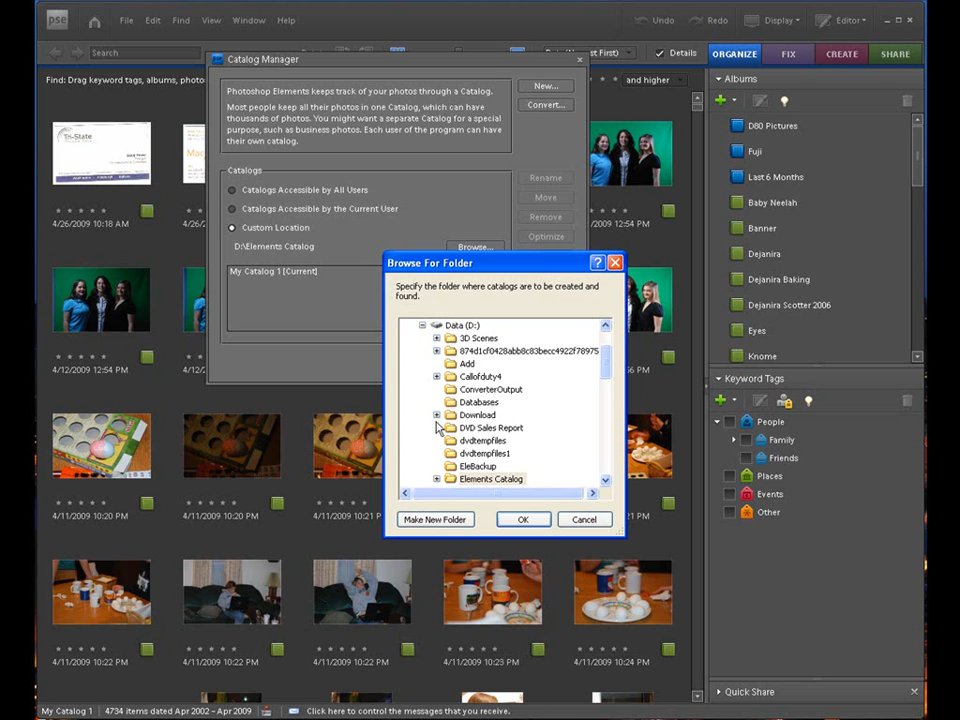 pse
File Edit Find View Window Help
Undo Redo Display Editor
Search
(Newest First) Details
ORGANIZE FIX CREATE SHARE
Find: Drag keyword tags, albums, photo
and higher
Catalog Manager
Photoshop Elements keeps track of your photos through a Catalog.
Most people keep all their photos in one Catalog, which can have
thousands of photos. You might want a separate Catalog for a special
purpose, such as business photos. Each user of the program can have
their own catalog.
New...
Convert...
Catalogs
Catalogs Accessible by All Users
Catalogs Accessible by the Current User
Custom Location
D:\Elements Catalog
Browse...
My Catalog 1 [Current]
Rename
Move
Remove
Optimize
Browse For Folder
Specify the folder where catalogs are to be created and
found.
Data (D:)
3D Scenes
874d1cf0428abb8c83becc4922f78975
Add
Callofduty4
ConverterOutput
Databases
Download
DVD Sales Report
dvdtempfiles
dvdtempfiles1
EleBackup
Elements Catalog
Make New Folder
OK
Cancel
Tri-State
4/26/2009 10:18 AM
12:54 PM
4/12/2009 12:54 PM
4/11/2009 10:20 PM
4/11/2009 10:20 PM
4/11/2009 10:21
4/11/2009 10:22 PM
4/11/2009 10:22 PM
4/11/2009 10:22 PM
4/11/2009 10:23 PM
4/11/2009 10:24 PM
Albums
D80 Pictures
Fuji
Last 6 Months
Baby Neelah
Banner
Dejanira
Dejanira Baking
Dejanira Scotter 2006
Eyes
Knome
Keyword Tags
People
Family
Friends
Places
Events
Other
Quick Share
My Catalog 1 4734 items dated Apr 2002 - Apr 2009 Click here to control the messages that you receive.